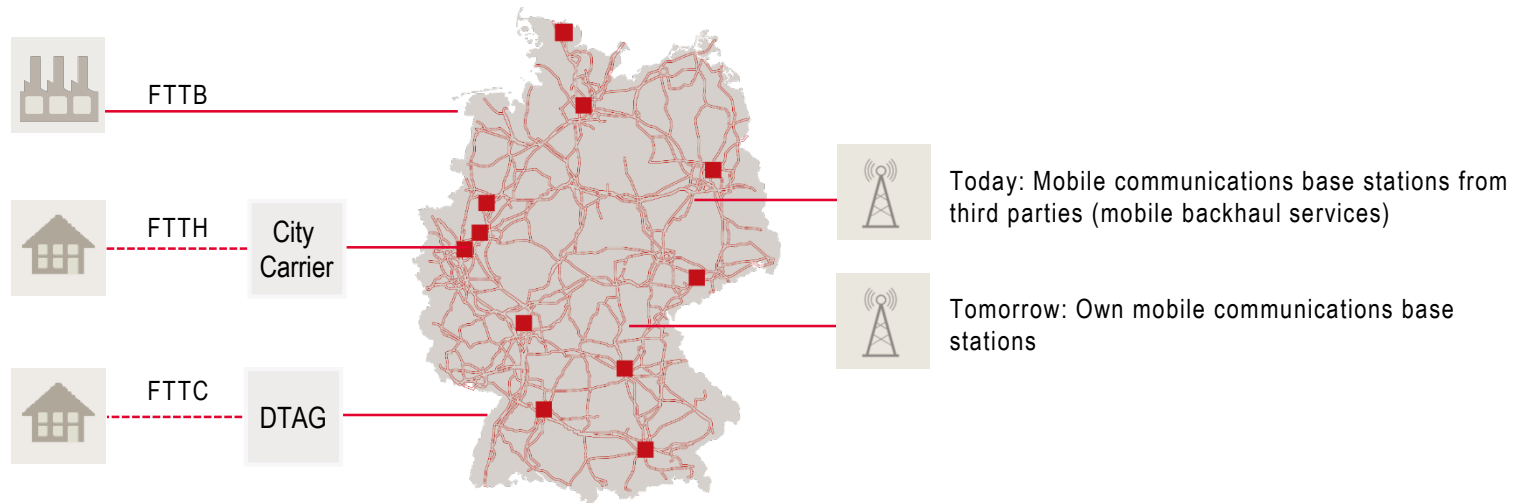 FTTB
FTTH
City
Carrier
FTTC
DTAG
Today: Mobile communications base stations from
third parties (mobile backhaul services)
Tomorrow: Own mobile communications base
stations